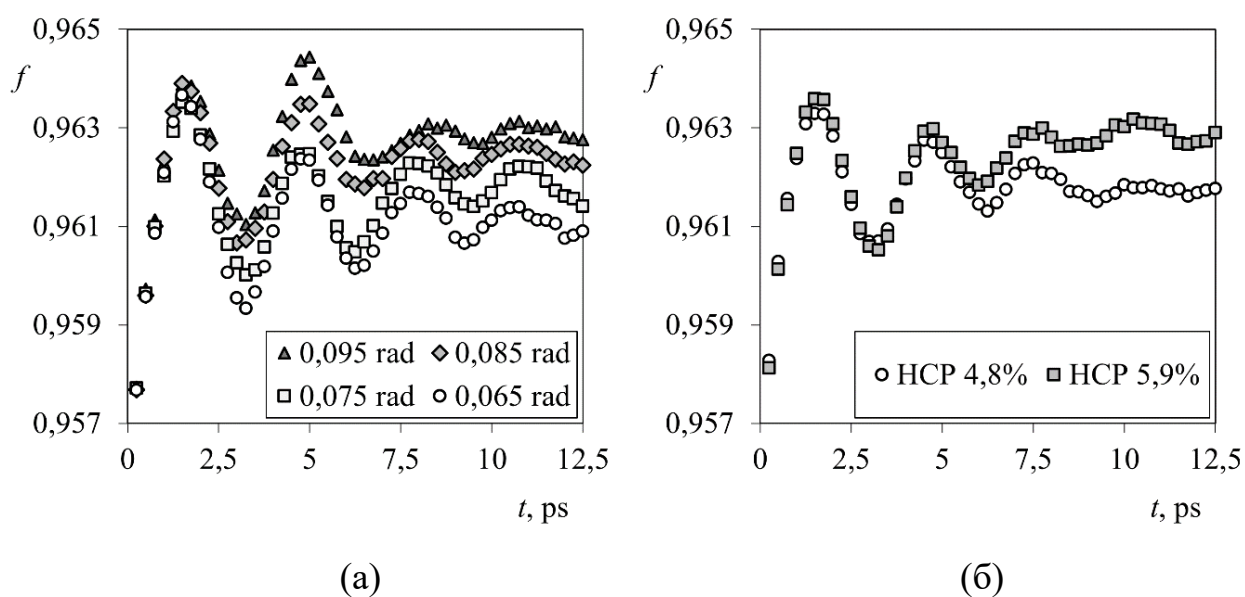 0,965
f
0,963
0,961
0,959
0,957
0,095 rad
0,085 rad
0,075 rad
0,065 rad
0 2,5 5 7,5 10 12,5
t, ps
(а)
0,965
f
0,963
0,961
0,959
0,957
HCP 4,8% HCP 5,9%
0 2,5 5 7,5 10 12,5
t, ps
(б)